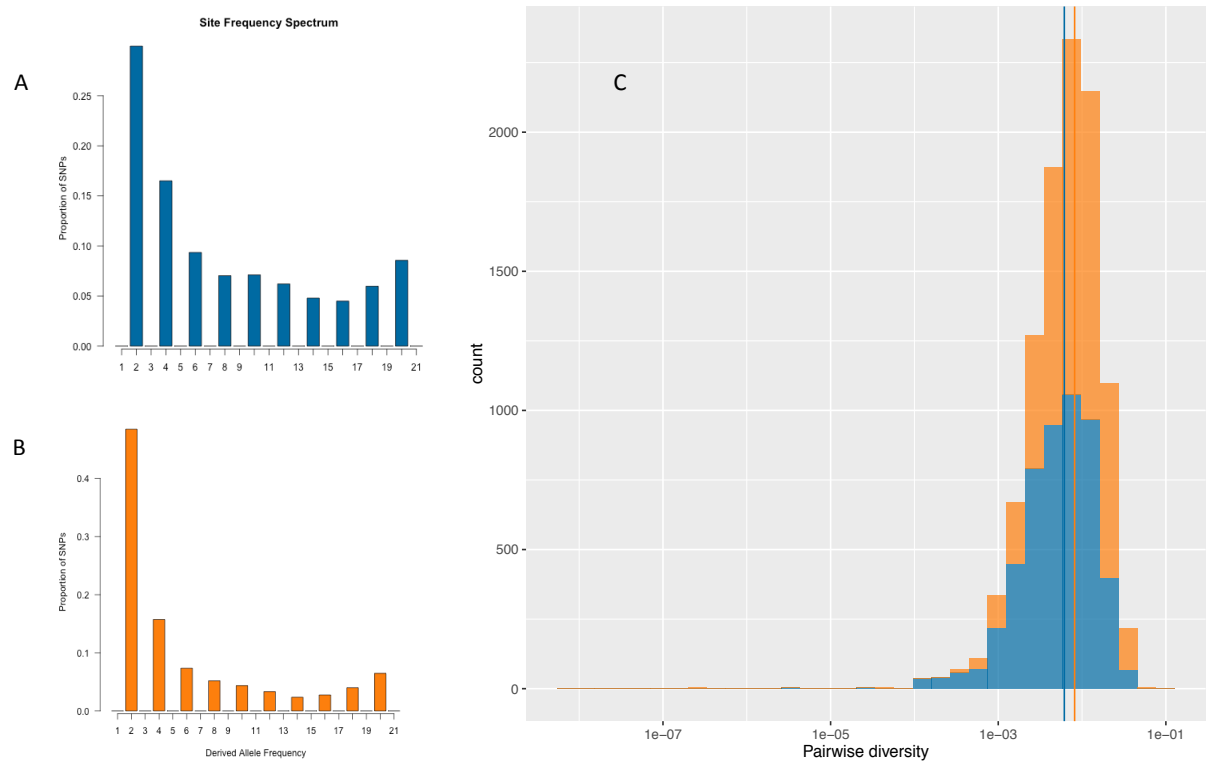 Site Frequency Spectrum
A
Proportion of SNPs
0.25
0.20
0.15
0.10
0.05
0.00
1 2 3 4 5 6 7 8 9 11 13 15 17 19 21
B
Proportion of SNPs
0.4
0.3
0.2
0.1
0.0
1 2 3 4 5 6 7 8 9 11 13 15 17 19 21
Derived Allele Frequency
C
count
2000
1500
1000
500
0
1e−07 1e−05 1e−03 1e−01
Pairwise diversity